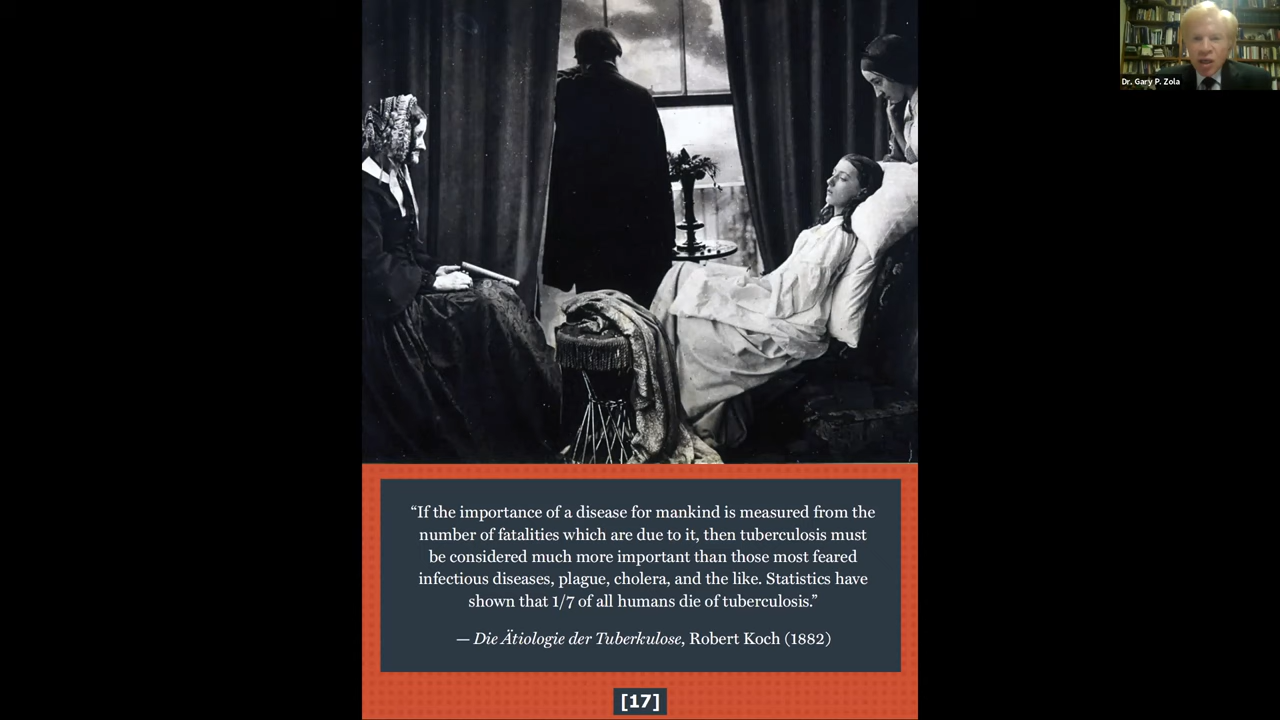 Dr. Gary P. Zola
“If the importance of a disease for mankind is measured from the
number of fatalities which are due to it, then tuberculosis must
be considered much more important than those most feared
infectious diseases, plague, cholera, and the like. Statistics have
shown that 1/7 of all humans die of tuberculosis.”
— Die Ätiologie der Tuberkulose, Robert Koch (1882)
[17]